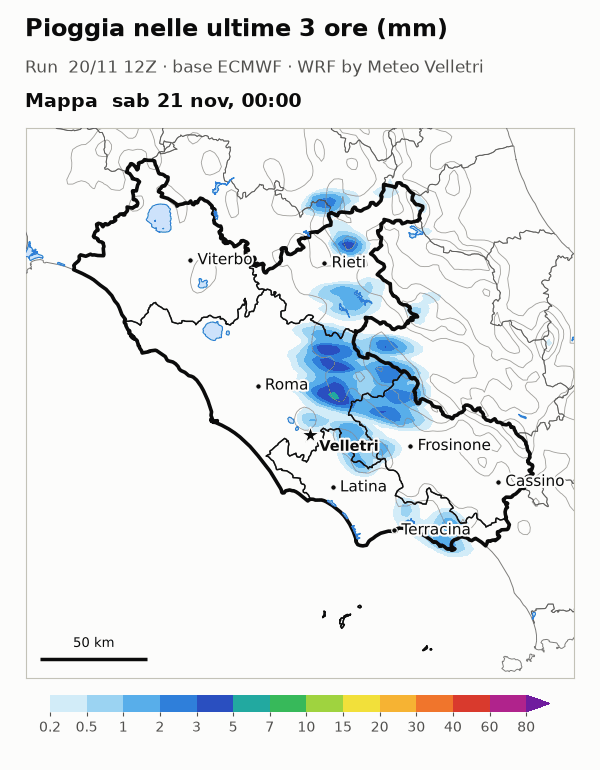 Pioggia nelle ultime 3 ore (mm)
Run  20/11 12Z · base ECMWF · WRF by Meteo Velletri
Mappa  sab 21 nov, 00:00
Viterbo
Rieti
Roma
Velletri
Frosinone
Latina
Cassino
Terracina
50 km
0.2 0.5 1 2 3 5 7 10 15 20 30 40 60 80